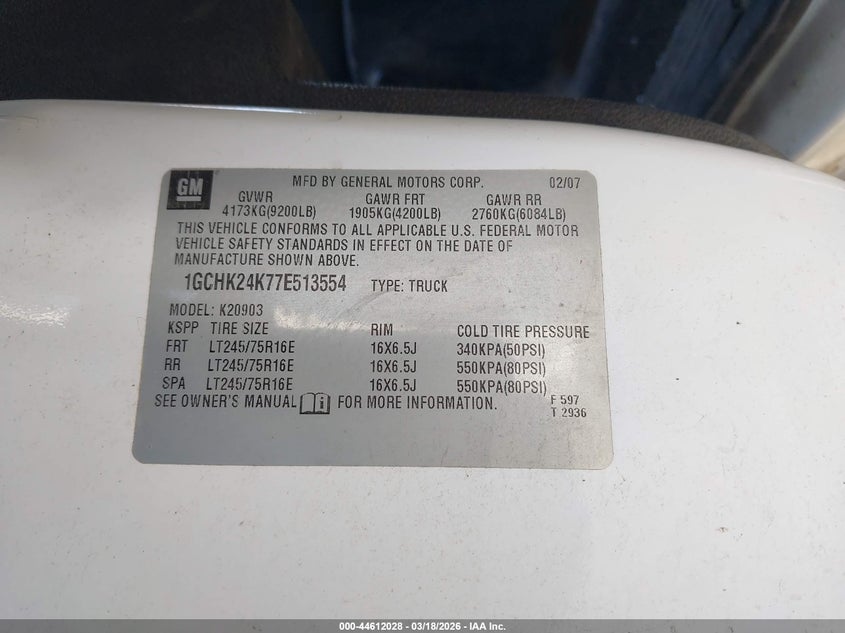 GM
MFD BY GENERAL MOTORS CORP. 02/07
GVWR GAWR FRT GAWR RR
4173KG(9200LB) 1905KG(4200LB) 2760KG(6084LB)
THIS VEHICLE CONFORMS TO ALL APPLICABLE U.S. FEDERAL MOTOR
VEHICLE SAFETY STANDARDS IN EFFECT ON THE DATE OF
MANUFACTURE SHOWN ABOVE.
1GCHK24K77E513554 TYPE: TRUCK
MODEL: K20903
KSPP TIRE SIZE RIM COLD TIRE PRESSURE
FRT LT245/75R16E 16X6.5J 340KPA(50PSI)
RR LT245/75R16E 16X6.5J 550KPA(80PSI)
SPA LT245/75R16E 16X6.5J 550KPA(80PSI)
SEE OWNER'S MANUAL i FOR MORE INFORMATION.
F 597
T 2936
000-44612028 - 03/18/2026 - IAA Inc.